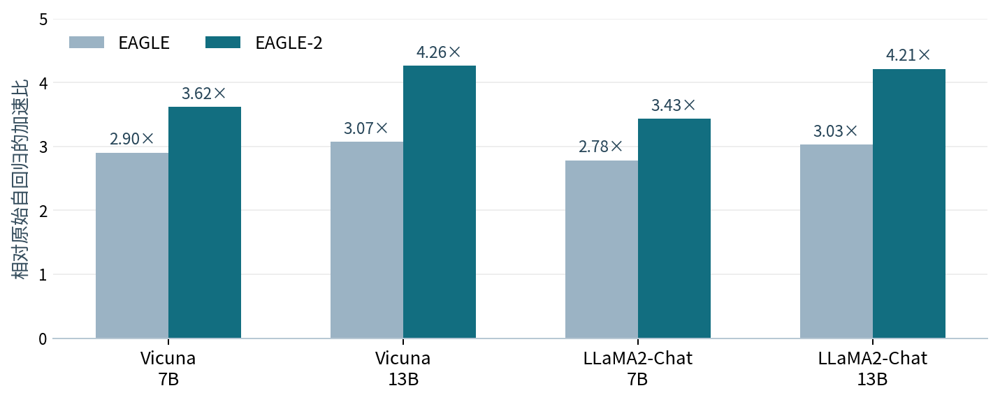 5
EAGLE EAGLE-2
4.26×
4.21×
4
3.62×
3.43×
3.07×
3.03×
2.90×
2.78×
3
2
1
0
相对原始自回归的加速比
Vicuna
7B
Vicuna
13B
LLaMA2-Chat
7B
LLaMA2-Chat
13B